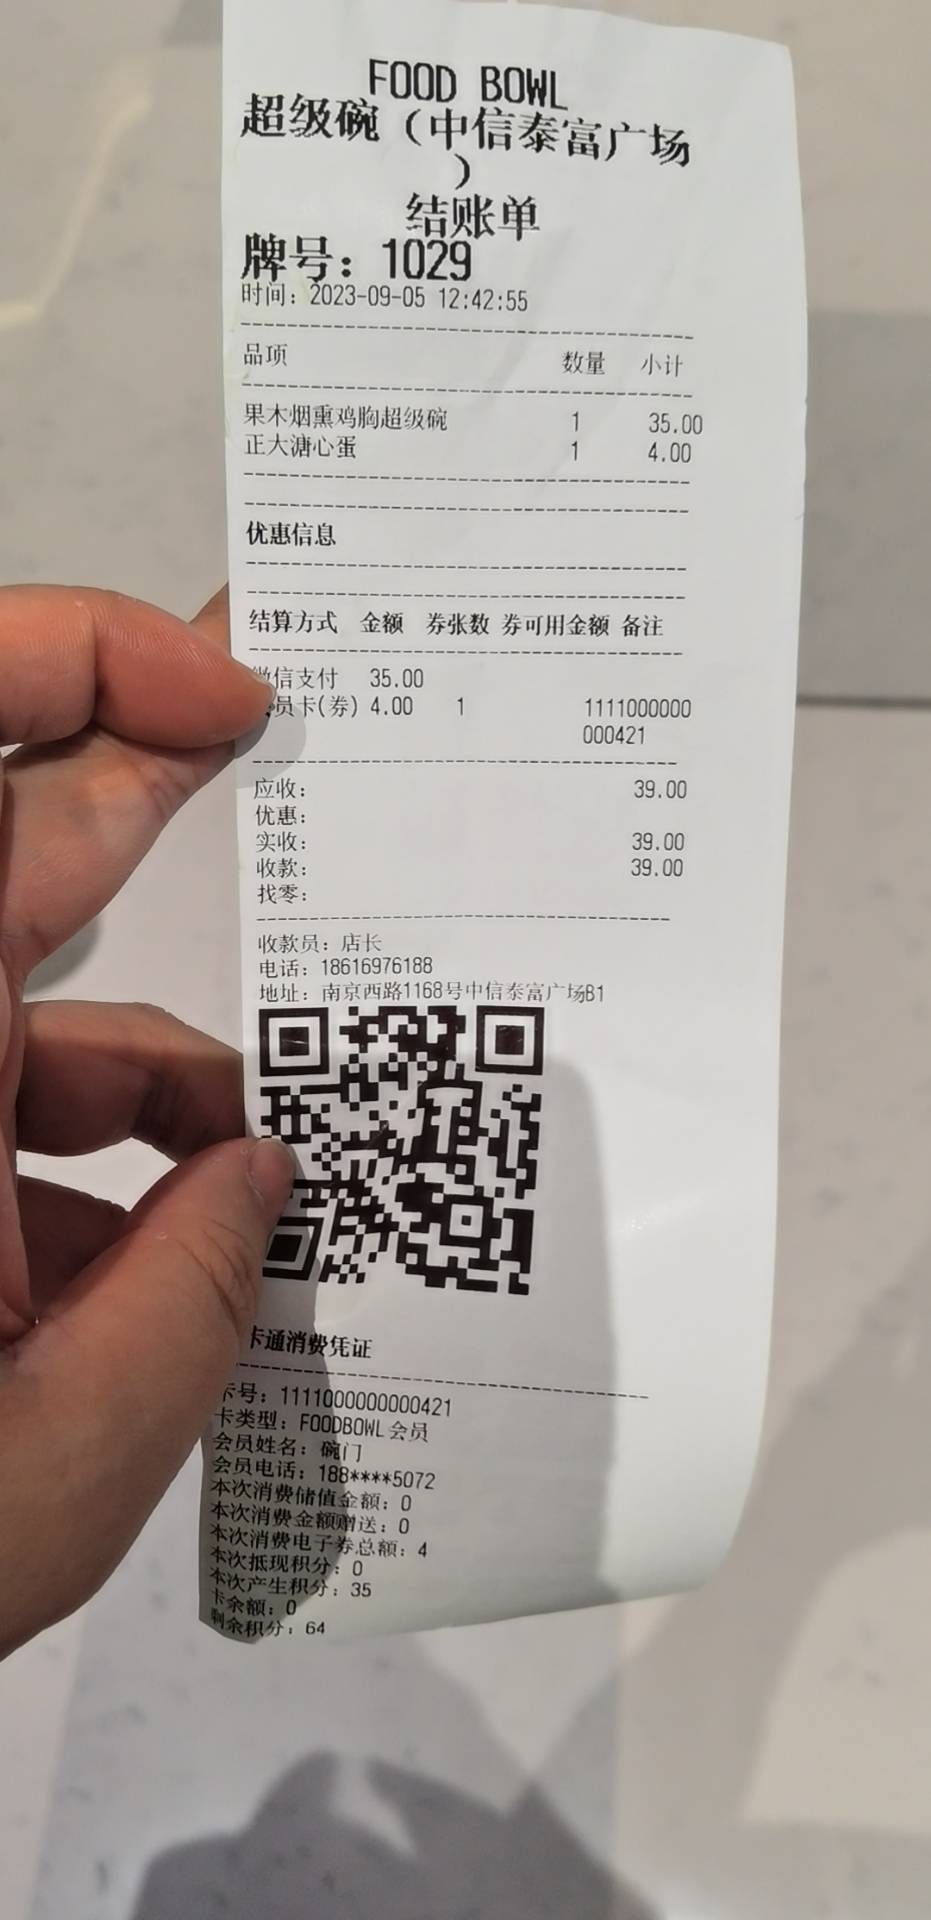 FOOD BOWL
超级碗（中信泰富广场
）
结账单
牌号：1029
时间：2023-09-05 12:42:55
品项 数量 小计
果木烟熏鸡胸超级碗 1 35.00
正大溏心蛋 1 4.00
优惠信息
结算方式 金额 券张数 券可用金额 备注
微信支付 35.00
员卡(券) 4.00 1 1111000000
000421
应收： 39.00
优惠：
实收： 39.00
收款： 39.00
找零：
收款员：店长
电话：18616976188
地址：南京西路1168号中信泰富广场B1
卡通消费凭证
卡号：1111000000000421
卡类型：FOODBOWL会员
会员姓名：碗门
会员电话：188****5072
本次消费储值金额：0
本次消费金额赠送：0
本次消费电子券总额：4
本次抵现积分：0
本次产生积分：35
卡余额：0
剩余积分：64